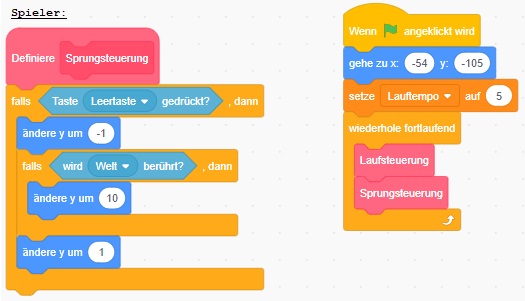 Spieler:
Definiere Sprungsteuerung
falls Taste Leertaste gedrückt? , dann
ändere y um -1
falls wird Welt berührt? , dann
ändere y um 10
ändere y um 1
Wenn angeklickt wird
gehe zu x: -54 y: -105
setze Lauftempo auf 5
wiederhole fortlaufend
Laufsteuerung
Sprungsteuerung